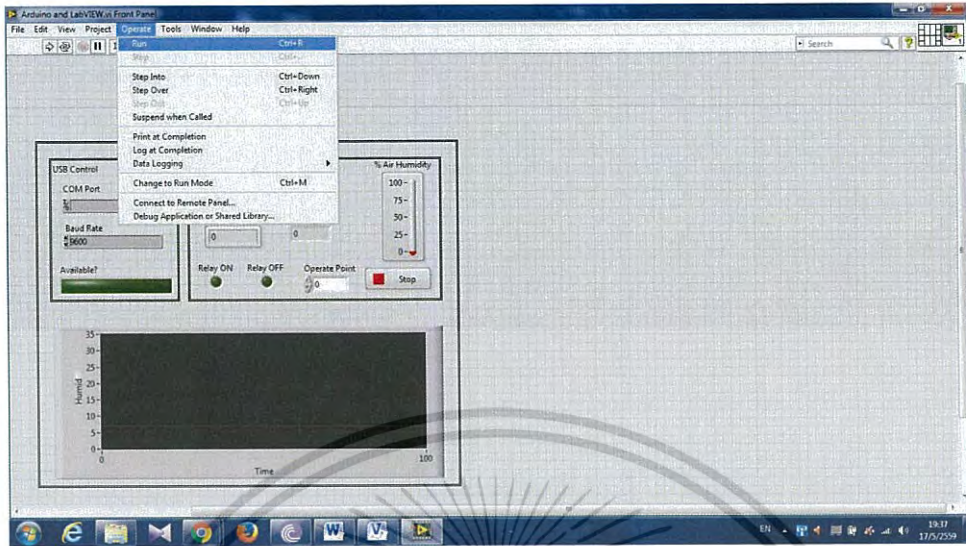 Arduino and LabVIEW.vi Front Panel
File Edit View Project Operate Tools Window Help
Search
Run Ctrl+R
Stop
Step Into Ctrl+Down
Step Over Ctrl+Right
Step Out Ctrl+Up
Suspend when Called
Print at Completion
Log at Completion
Data Logging
Change to Run Mode Ctrl+M
Connect to Remote Panel...
Debug Application or Shared Library...
USB Control
COM Port
Baud Rate
9600
Available?
0
0
Relay ON Relay OFF Operate Point
0
Stop
% Air Humidity
100
75
50
25
0
Humid
35
30
25
20
15
10
5
0
0 100
Time
EN
19:37
17/5/2559